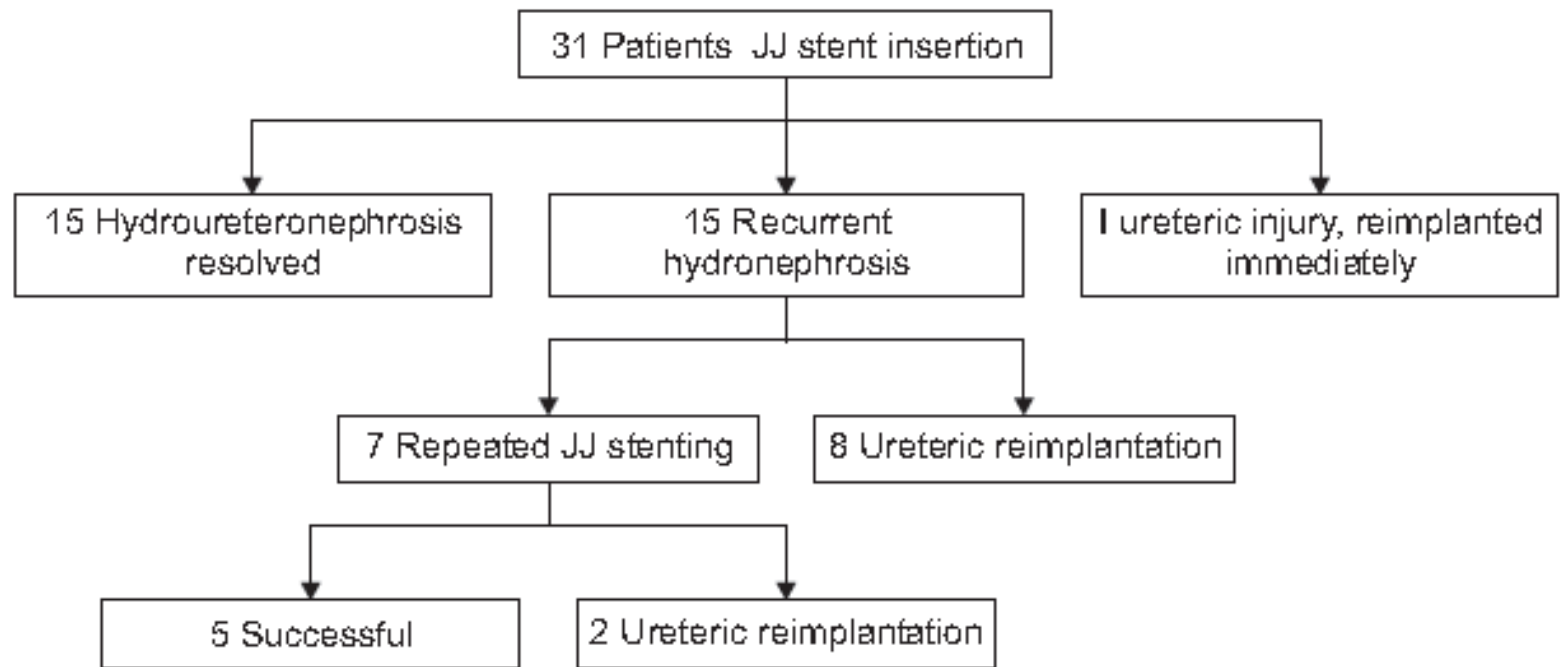 31 Patients JJ stent insertion
15 Hydroureteronephrosis
resolved
15 Recurrent
hydronephrosis
I ureteric injury, reimplanted
immediately
7 Repeated JJ stenting
8 Ureteric reimplantation
5 Successful
2 Ureteric reimplantation